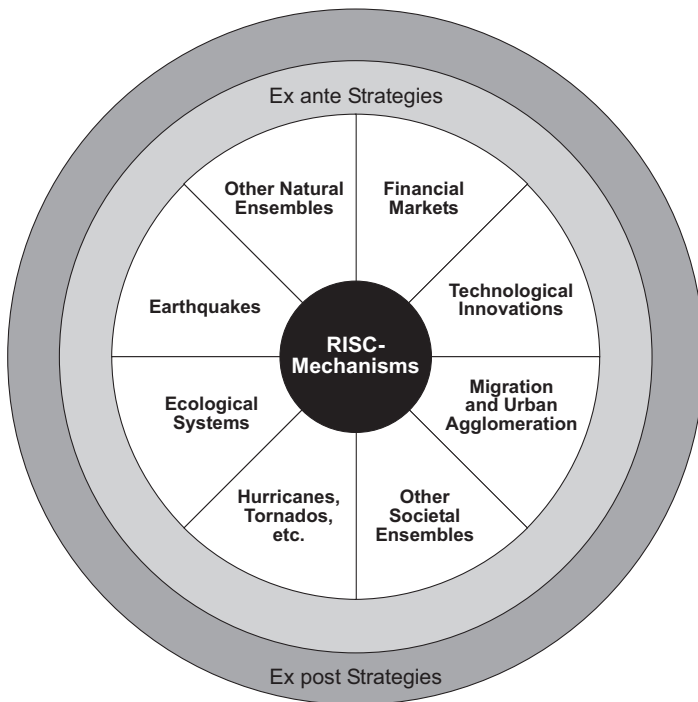 Ex ante Strategies
Other Natural
Ensembles
Financial
Markets
Earthquakes
Technological
Innovations
RISC-
Mechanisms
Ecological
Systems
Migration
and Urban
Agglomeration
Hurricanes,
Tornados,
etc.
Other
Societal
Ensembles
Ex post Strategies